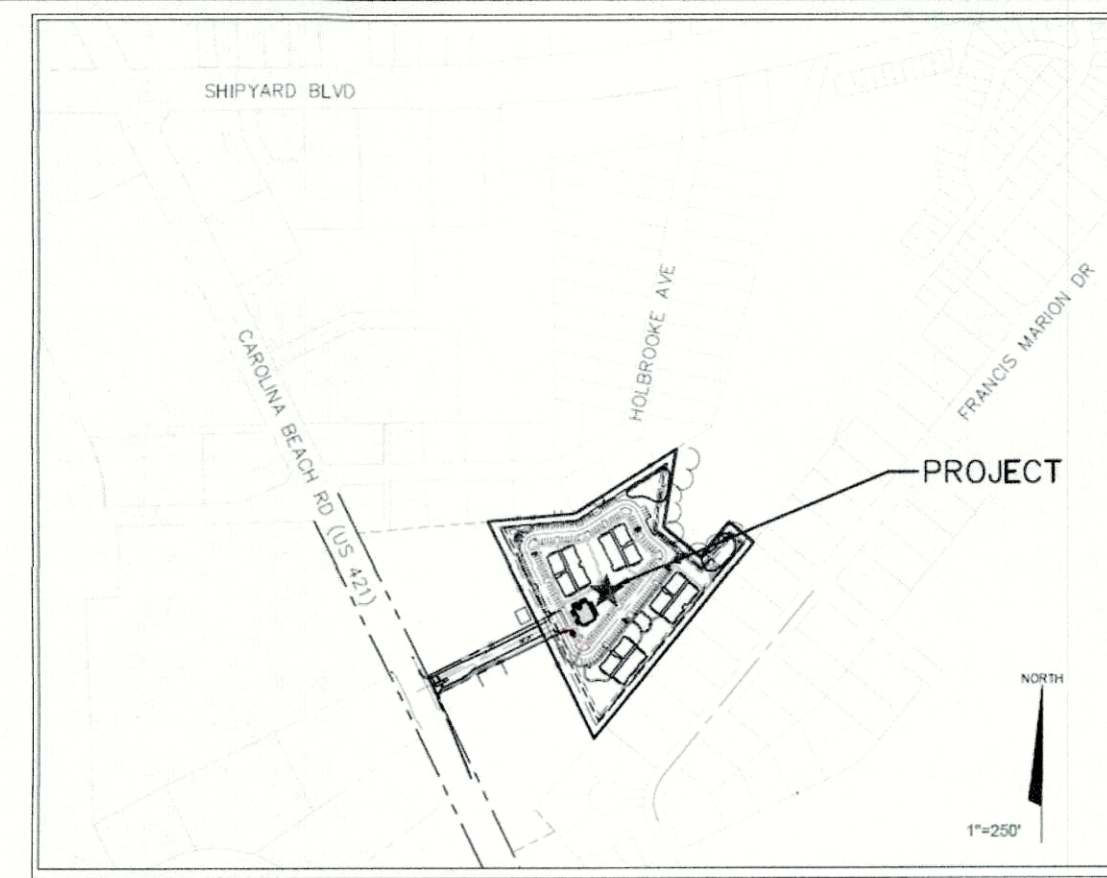 SHIPYARD BLVD
CAROLINA BEACH RD (US 421)
HOLBROOKE AVE
FRANCIS MARION DR
PROJECT
NORTH
1"=250'